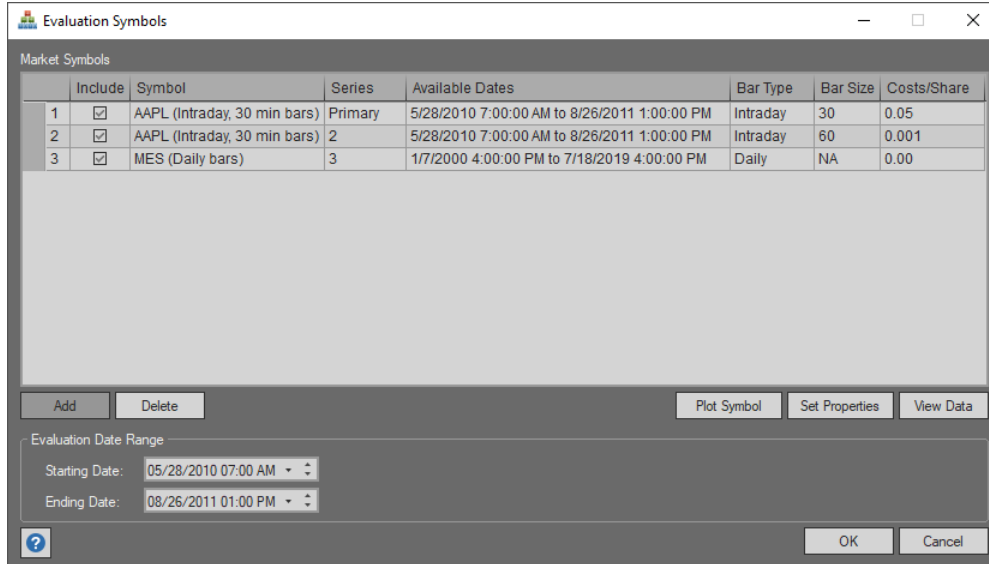 Evaluation Symbols
Market Symbols
Include Symbol Series Available Dates Bar Type Bar Size Costs/Share
1 AAPL (Intraday, 30 min bars) Primary 5/28/2010 7:00:00 AM to 8/26/2011 1:00:00 PM Intraday 30 0.05
2 AAPL (Intraday, 30 min bars) 2 5/28/2010 7:00:00 AM to 8/26/2011 1:00:00 PM Intraday 60 0.001
3 MES (Daily bars) 3 1/7/2000 4:00:00 PM to 7/18/2019 4:00:00 PM Daily NA 0.00
Add Delete Plot Symbol Set Properties View Data
Evaluation Date Range
Starting Date: 05/28/2010 07:00 AM
Ending Date: 08/26/2011 01:00 PM
? OK Cancel